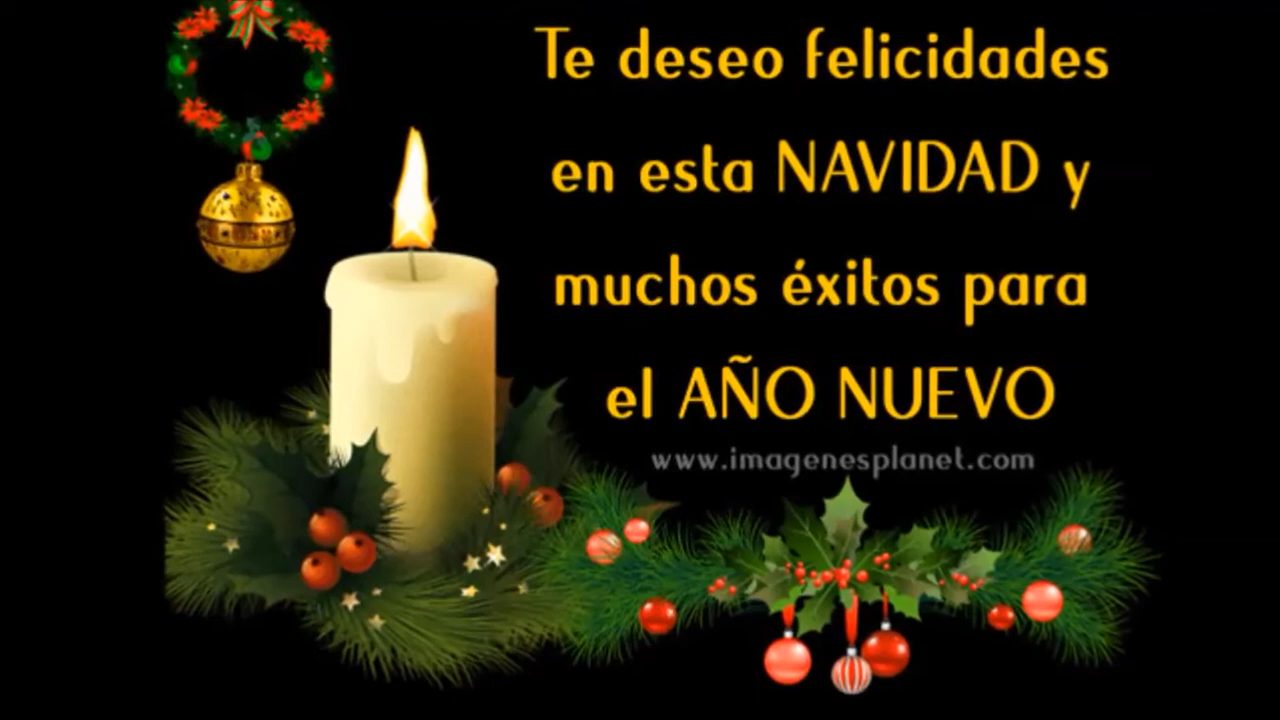 Te deseo felicidades
en esta NAVIDAD y
muchos éxitos para
el AÑO NUEVO
www.imagenesplanet.com